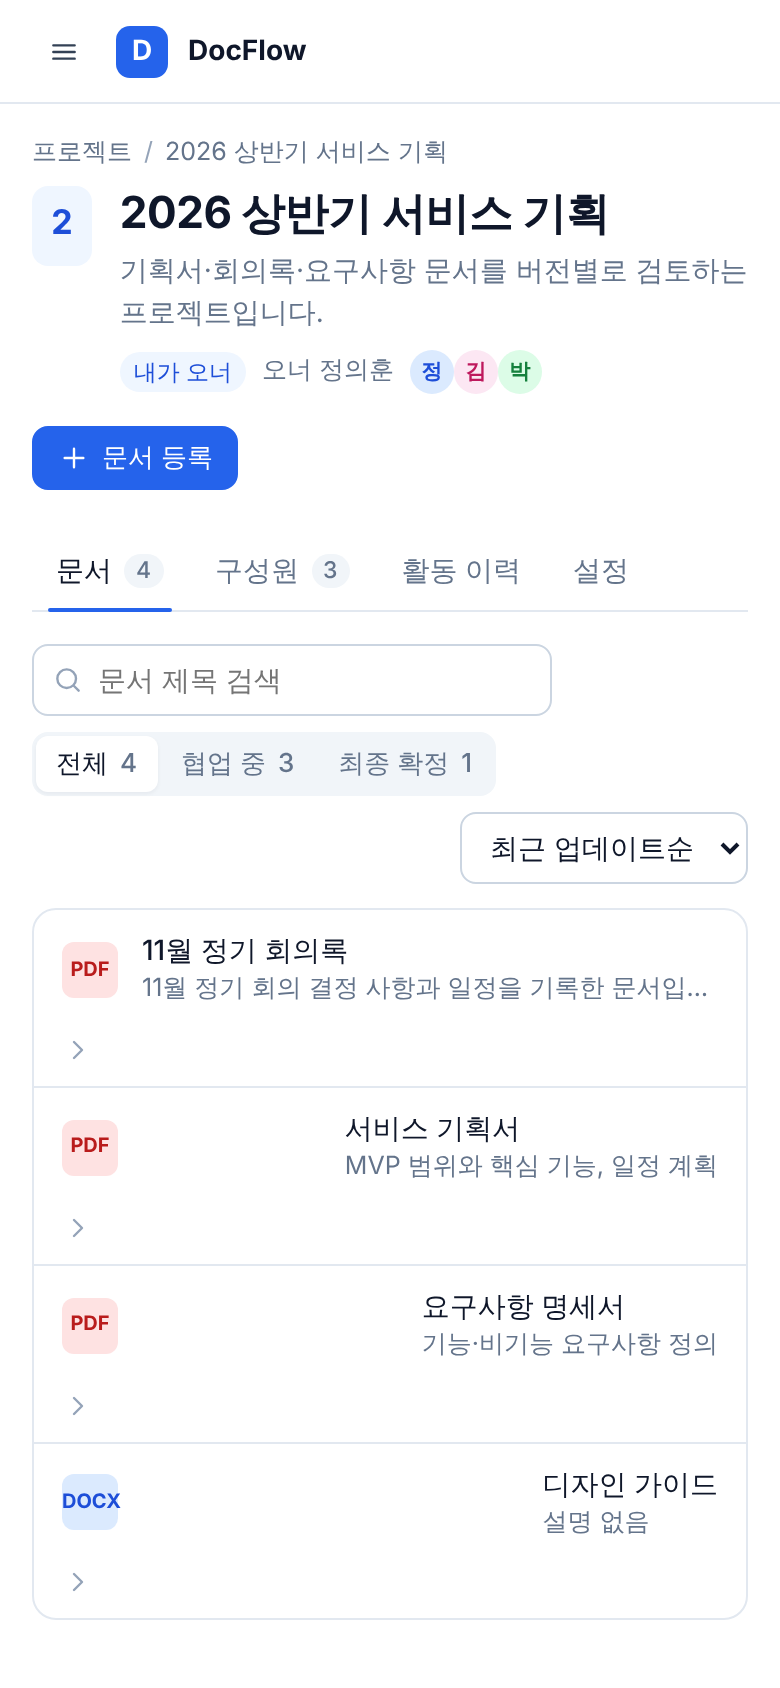 D DocFlow
프로젝트 / 2026 상반기 서비스 기획
2 2026 상반기 서비스 기획
기획서·회의록·요구사항 문서를 버전별로 검토하는
프로젝트입니다.
내가 오너 오너 정의훈 정 김 박
문서 등록
문서 4 구성원 3 활동 이력 설정
문서 제목 검색
전체 4 협업 중 3 최종 확정 1
최근 업데이트순
PDF 11월 정기 회의록
11월 정기 회의 결정 사항과 일정을 기록한 문서입...
PDF 서비스 기획서
MVP 범위와 핵심 기능, 일정 계획
PDF 요구사항 명세서
기능·비기능 요구사항 정의
DOCX 디자인 가이드
설명 없음